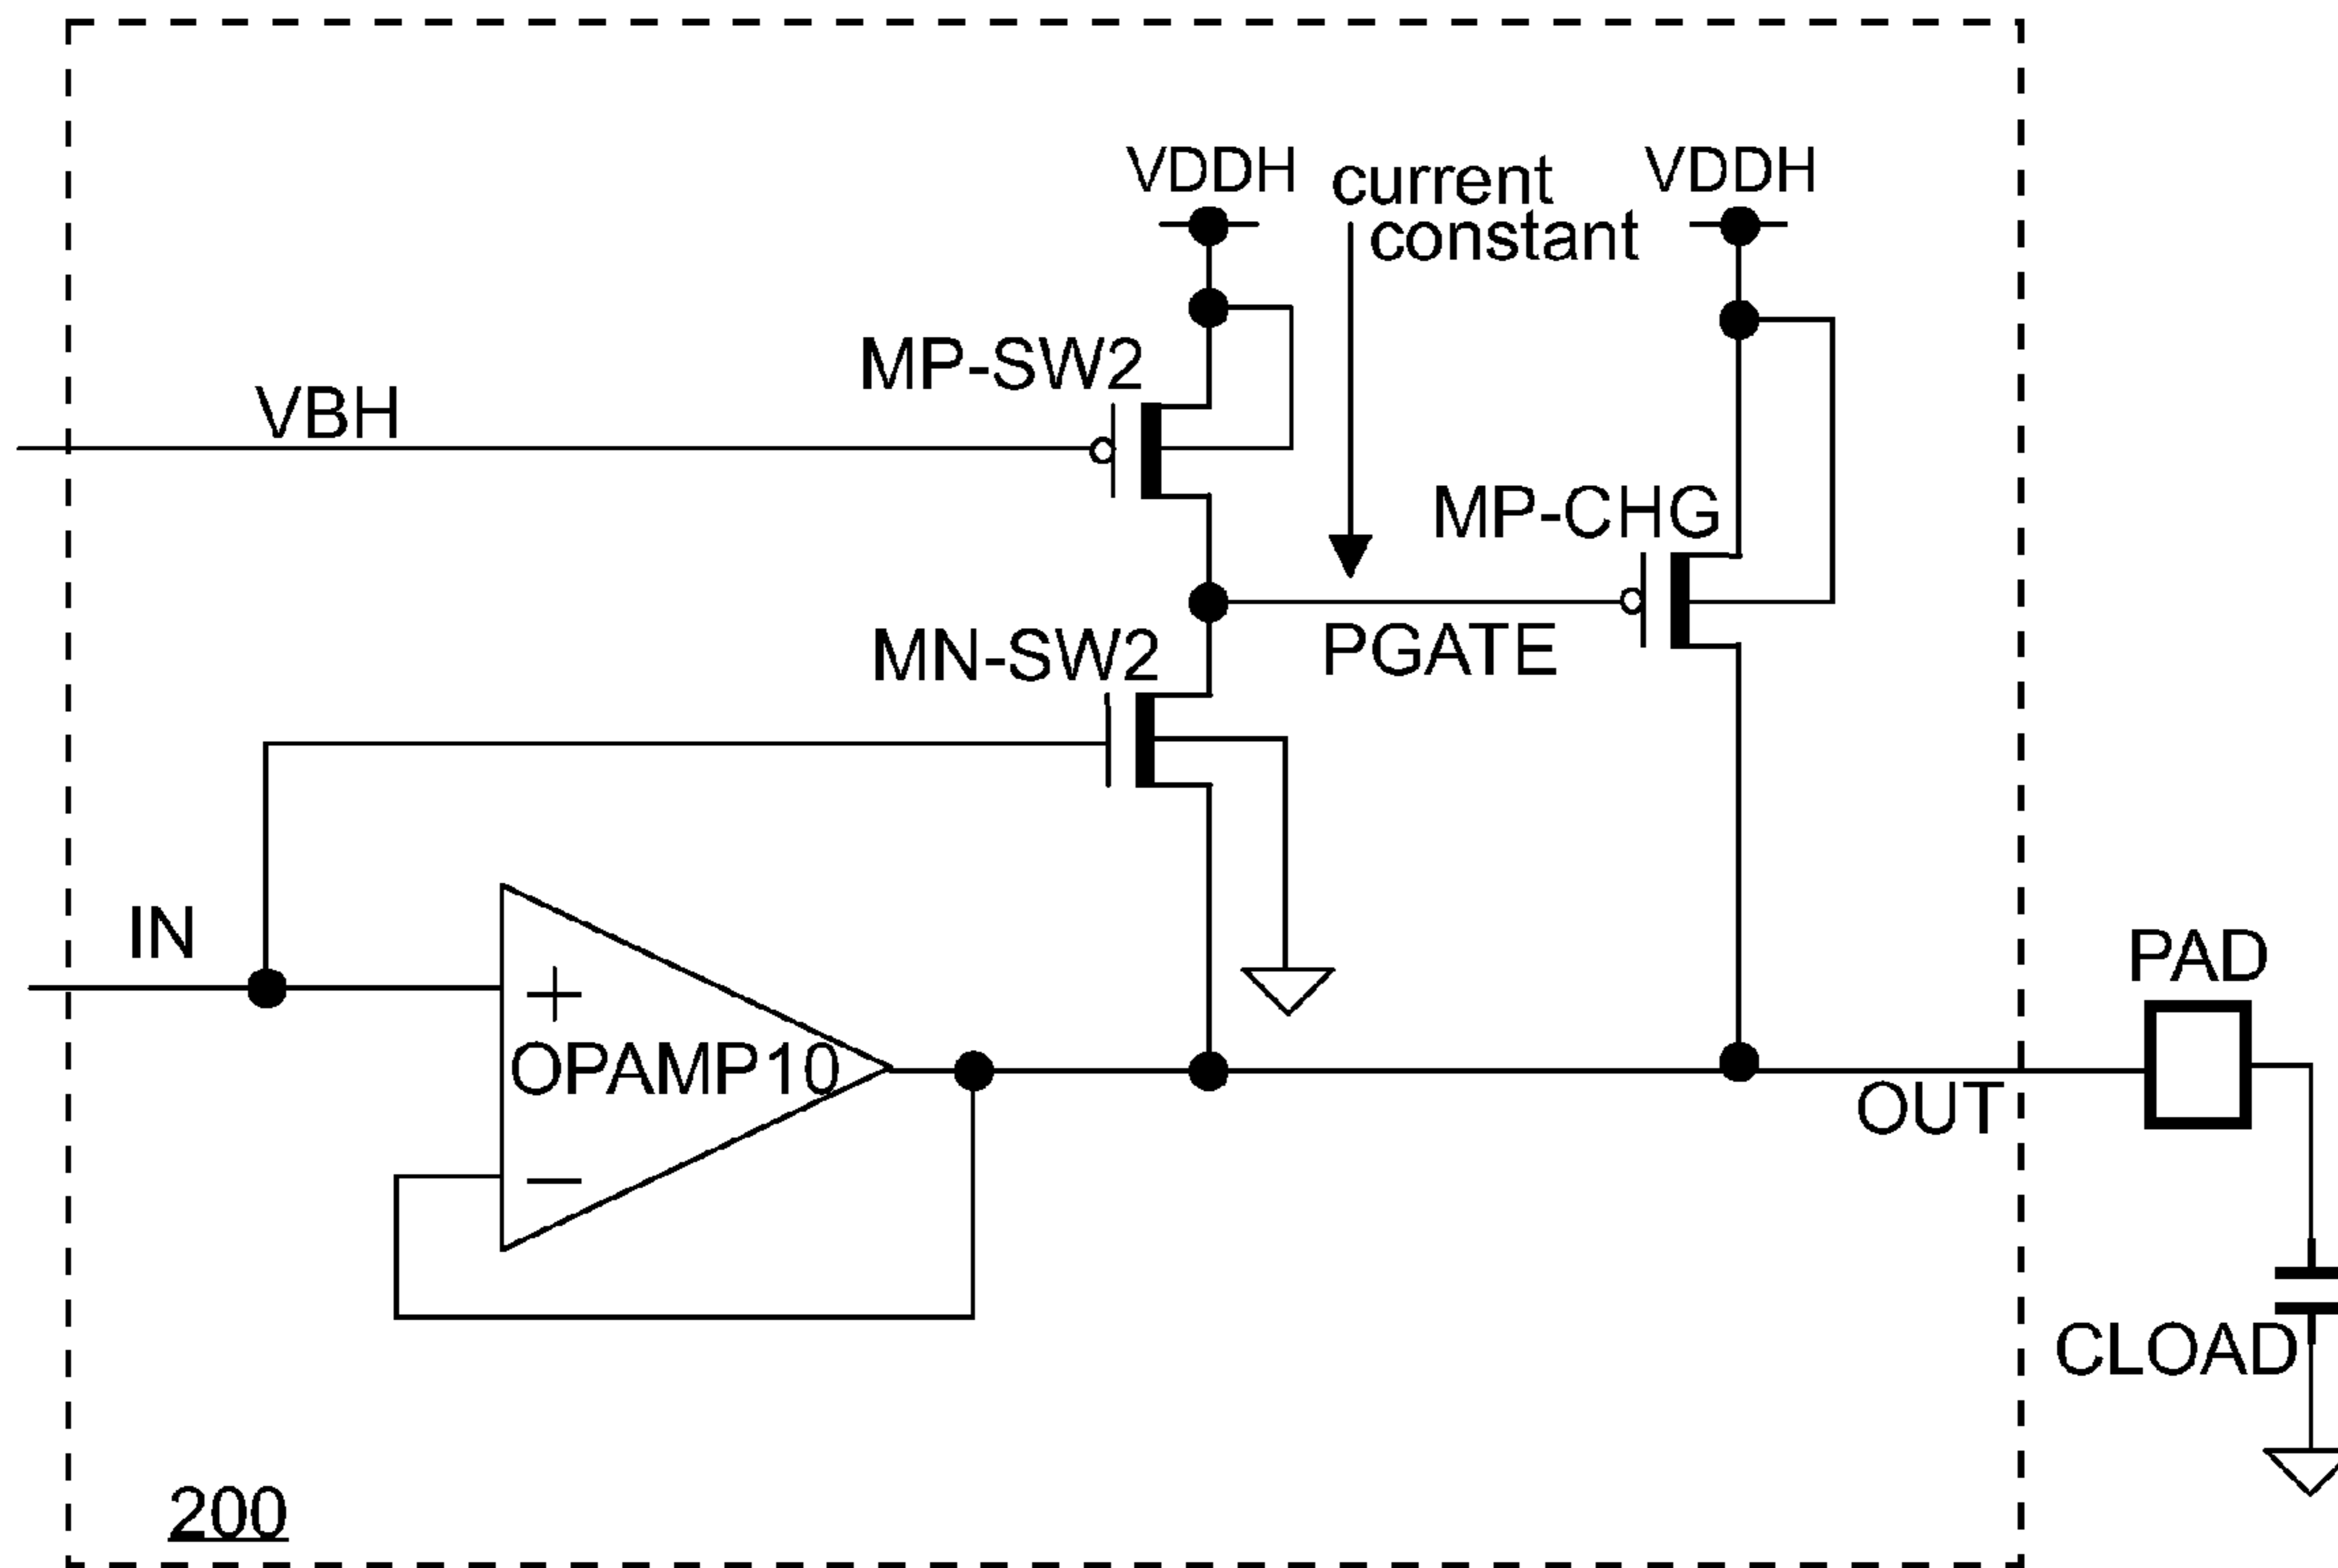 VDDH
current
constant
VDDH
MP-SW2
VBH
MP-CHG
MN-SW2
PGATE
IN
+
OPAMP10
−
PAD
OUT
CLOAD
200